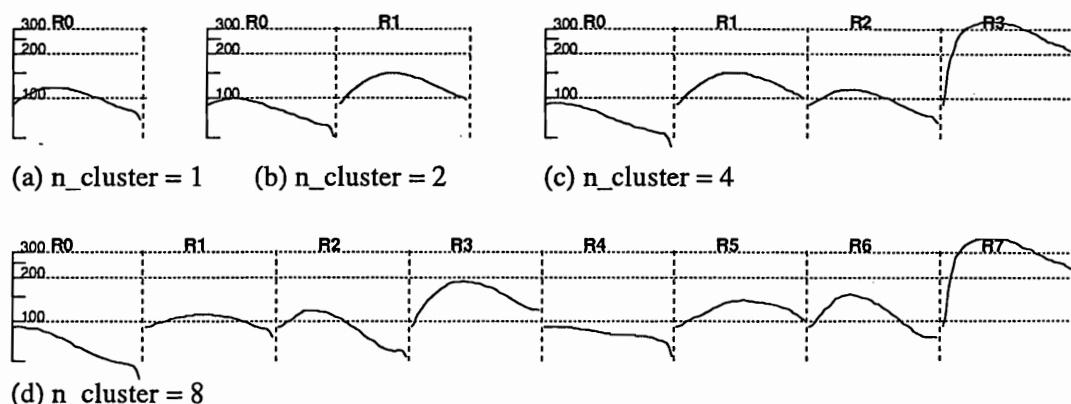 300 R0
200
100
300 R0 R1
200
100
300 R0 R1 R2 R3
200
100
(a) n_cluster = 1 (b) n_cluster = 2 (c) n_cluster = 4
300 R0 R1 R2 R3 R4 R5 R6 R7
200
100
(d) n_cluster = 8